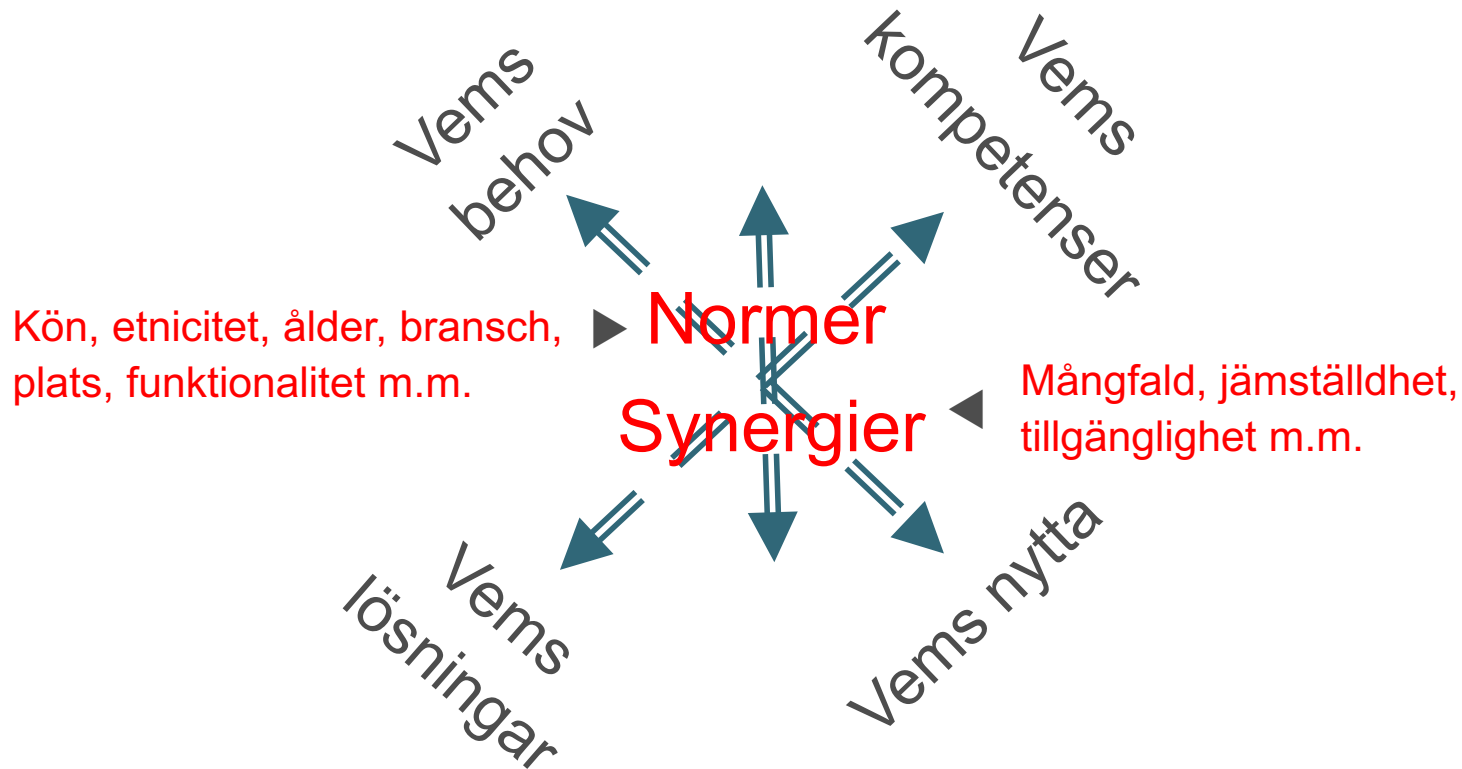 Vems
behov
Vems
kompetenser
Normer
Kön, etnicitet, ålder, bransch,
plats, funktionalitet m.m.
Synergier
Mångfald, jämställdhet,
tillgänglighet m.m.
Vems
lösningar
Vems nytta